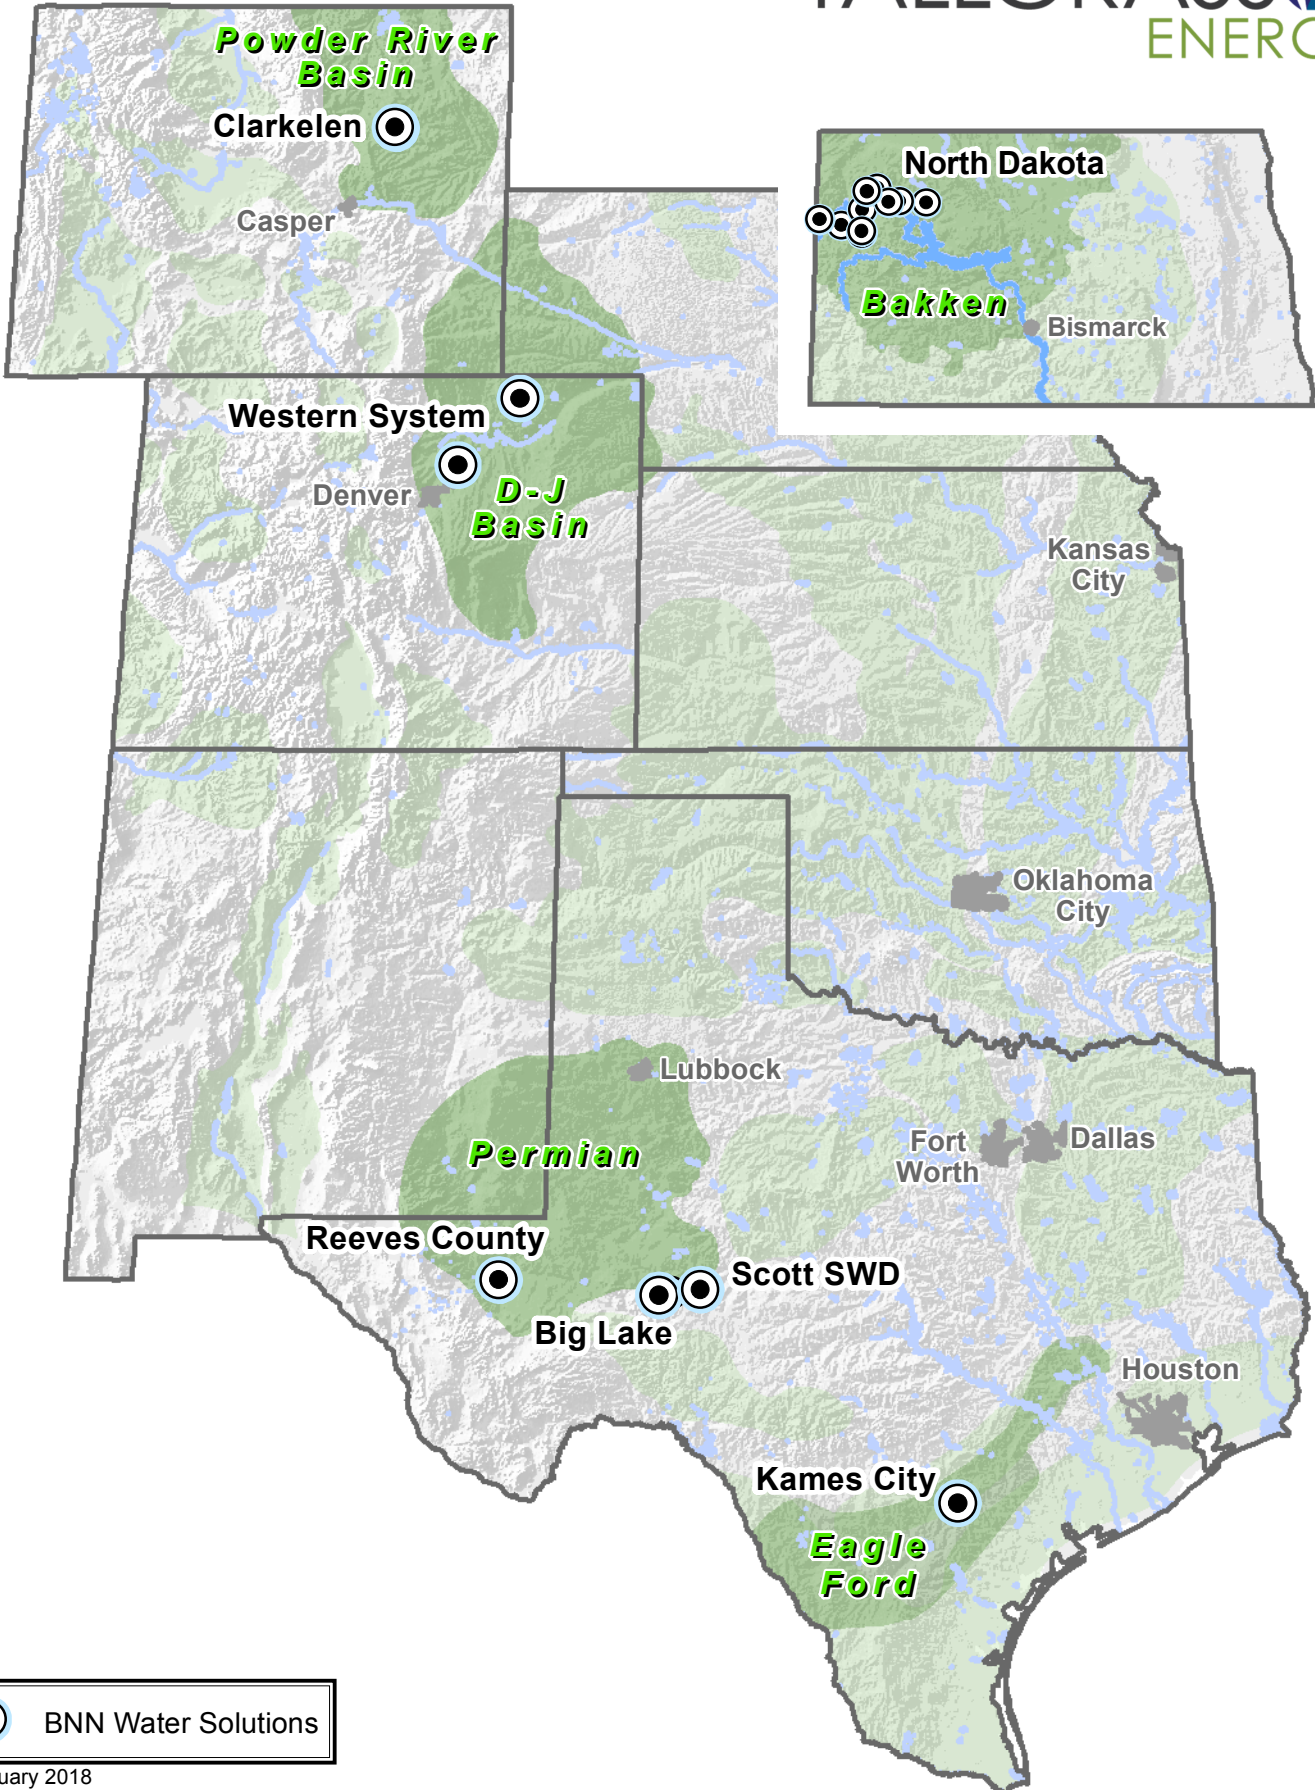 ENERG
Powder River
Basin
Clarkelen
Casper
North Dakota
Bakken
Bismarck
Western System
Denver
D-J
Basin
Kansas
City
Oklahoma
City
Lubbock
Permian
Fort
Worth
Dallas
Reeves County
Scott SWD
Big Lake
Houston
Kames City
Eagle
Ford
BNN Water Solutions
uary 2018